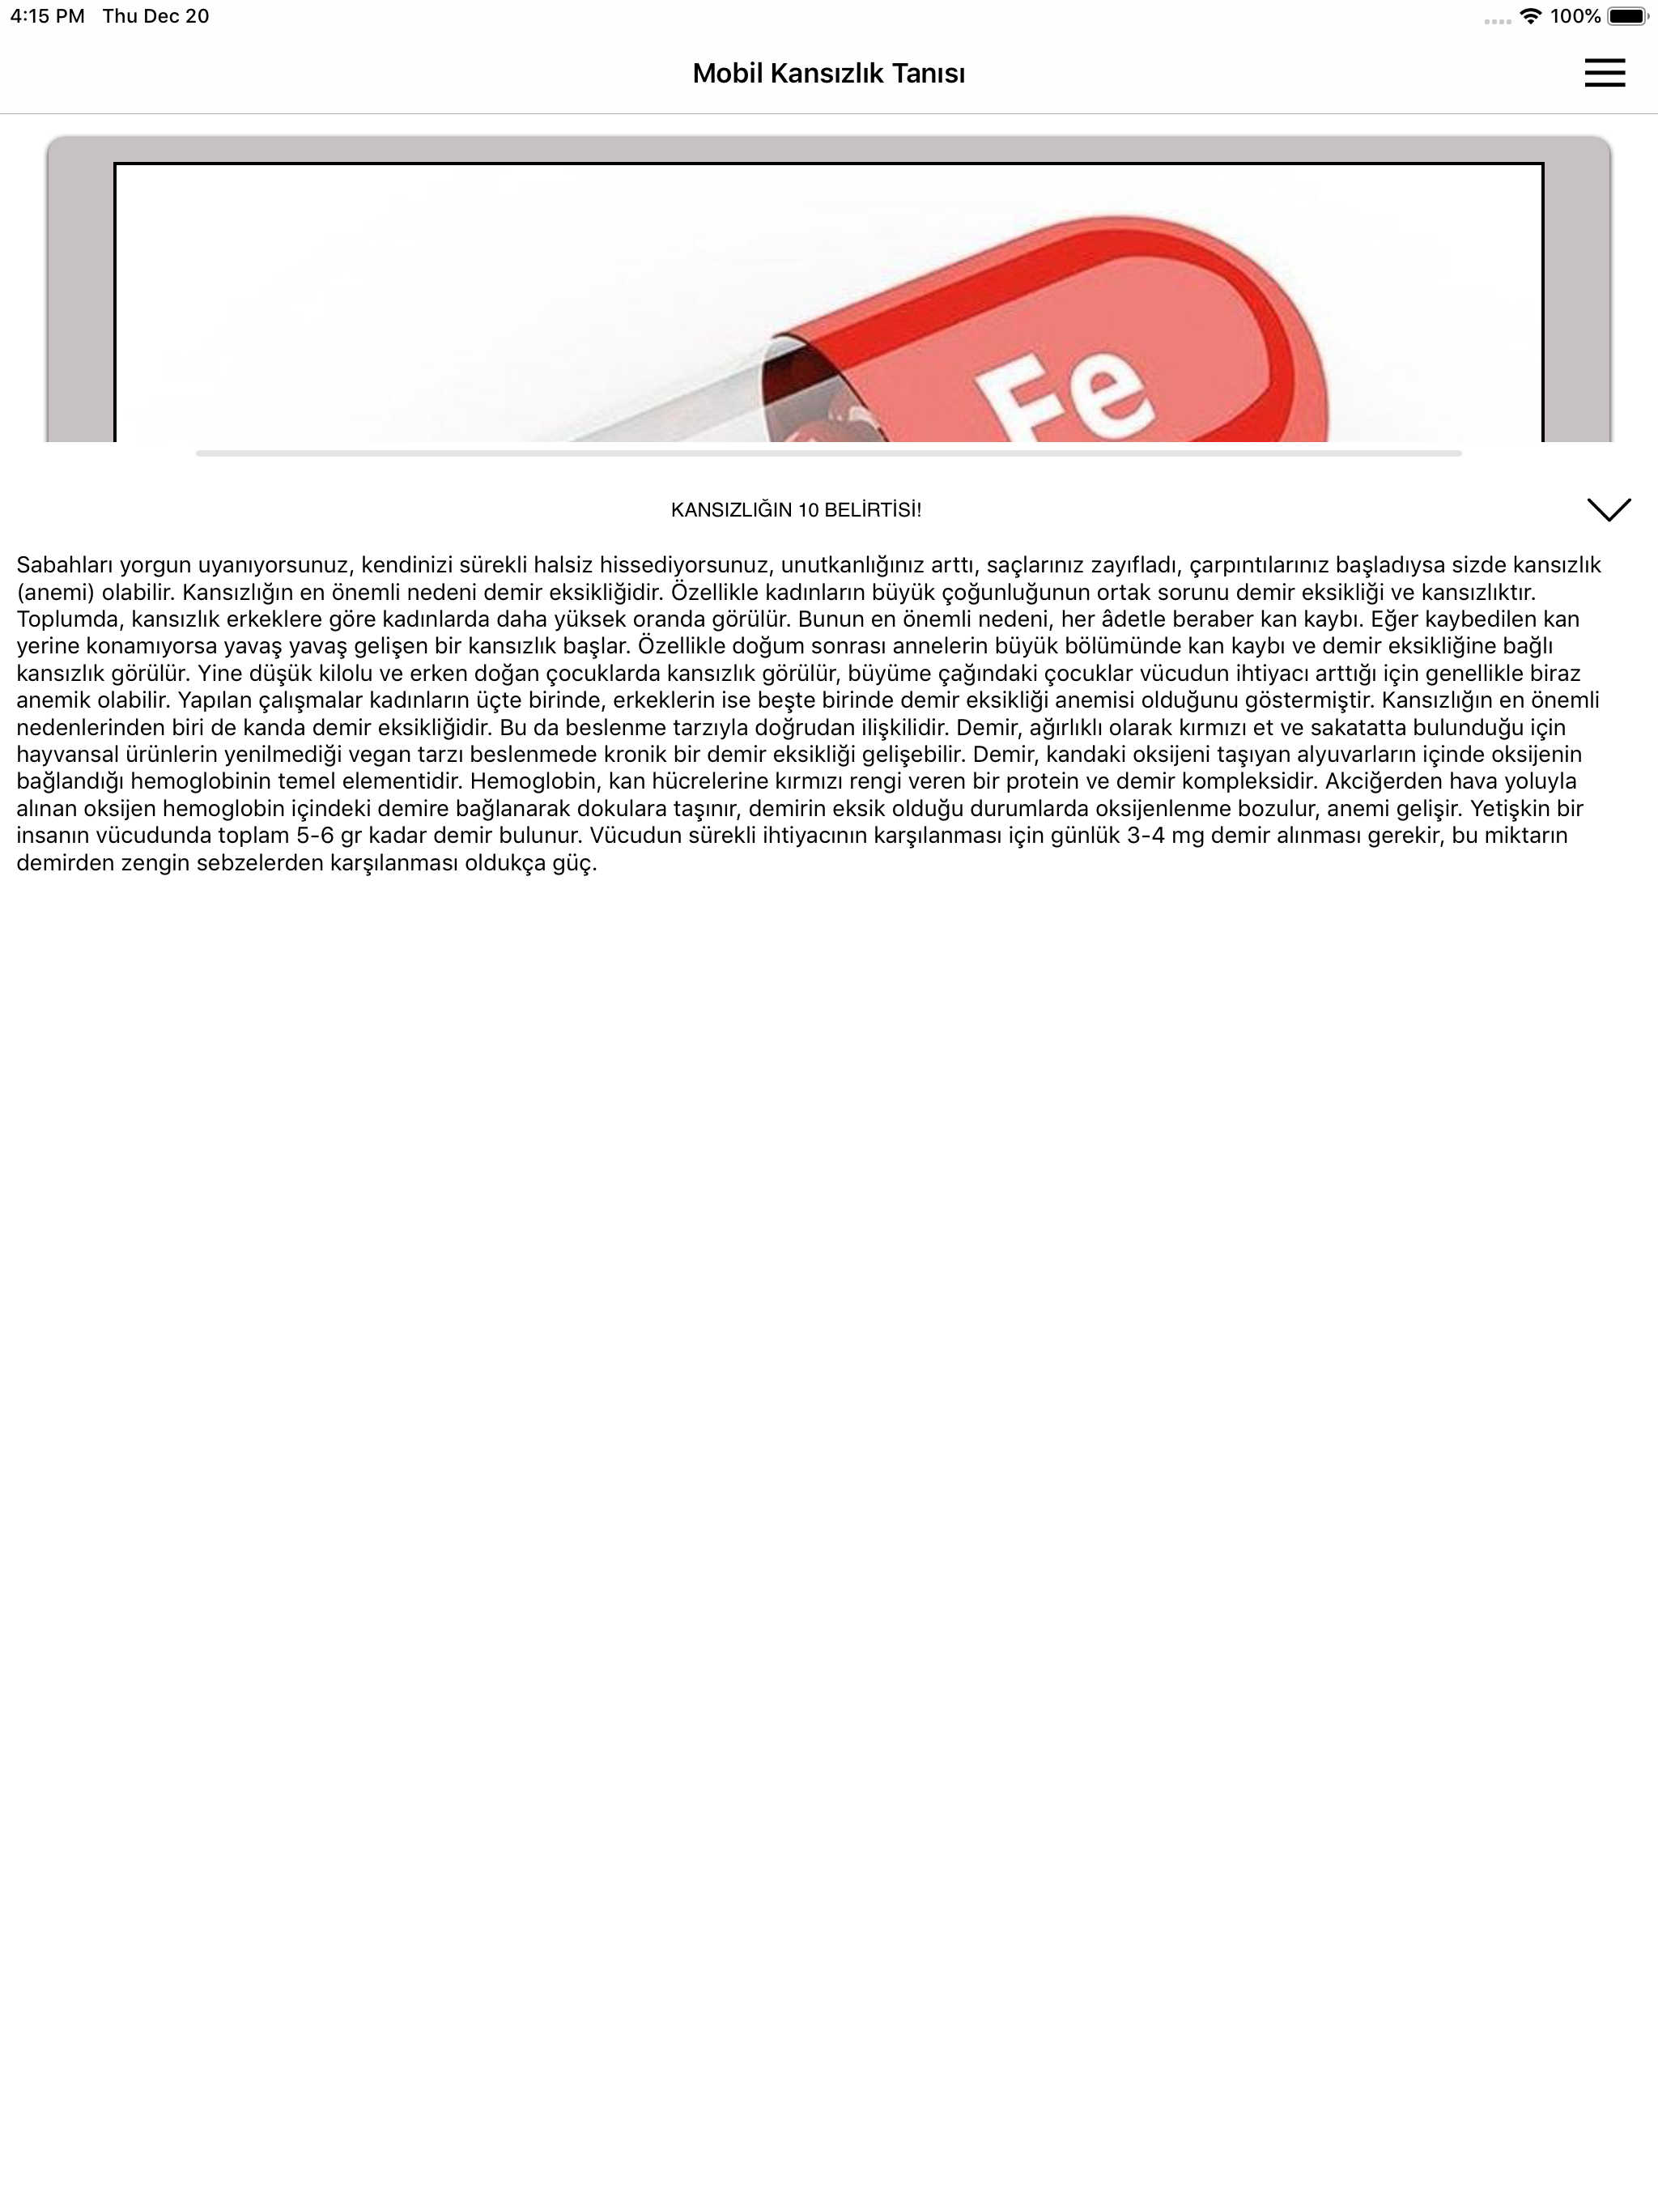 4:15 PM Thu Dec 20 100%
Mobil Kansızlık Tanısı
Fe
KANSIZLIĞIN 10 BELİRTİSİ!
Sabahları yorgun uyanıyorsunuz, kendinizi sürekli halsiz hissediyorsunuz, unutkanlığınız arttı, saçlarınız zayıfladı, çarpıntılarınız başladıysa sizde kansızlık
(anemi) olabilir. Kansızlığın en önemli nedeni demir eksikliğidir. Özellikle kadınların büyük çoğunluğunun ortak sorunu demir eksikliği ve kansızlıktır.
Toplumda, kansızlık erkeklere göre kadınlarda daha yüksek oranda görülür. Bunun en önemli nedeni, her âdetle beraber kan kaybı. Eğer kaybedilen kan
yerine konamıyorsa yavaş yavaş gelişen bir kansızlık başlar. Özellikle doğum sonrası annelerin büyük bölümünde kan kaybı ve demir eksikliğine bağlı
kansızlık görülür. Yine düşük kilolu ve erken doğan çocuklarda kansızlık görülür, büyüme çağındaki çocuklar vücudun ihtiyacı arttığı için genellikle biraz
anemik olabilir. Yapılan çalışmalar kadınların üçte birinde, erkeklerin ise beşte birinde demir eksikliği anemisi olduğunu göstermiştir. Kansızlığın en önemli
nedenlerinden biri de kanda demir eksikliğidir. Bu da beslenme tarzıyla doğrudan ilişkilidir. Demir, ağırlıklı olarak kırmızı et ve sakatatta bulunduğu için
hayvansal ürünlerin yenilmediği vegan tarzı beslenmede kronik bir demir eksikliği gelişebilir. Demir, kandaki oksijeni taşıyan alyuvarların içinde oksijenin
bağlandığı hemoglobinin temel elementidir. Hemoglobin, kan hücrelerine kırmızı rengi veren bir protein ve demir kompleksidir. Akciğerden hava yoluyla
alınan oksijen hemoglobin içindeki demire bağlanarak dokulara taşınır, demirin eksik olduğu durumlarda oksijenlenme bozulur, anemi gelişir. Yetişkin bir
insanın vücudunda toplam 5-6 gr kadar demir bulunur. Vücudun sürekli ihtiyacının karşılanması için günlük 3-4 mg demir alınması gerekir, bu miktarın
demirden zengin sebzelerden karşılanması oldukça güç.